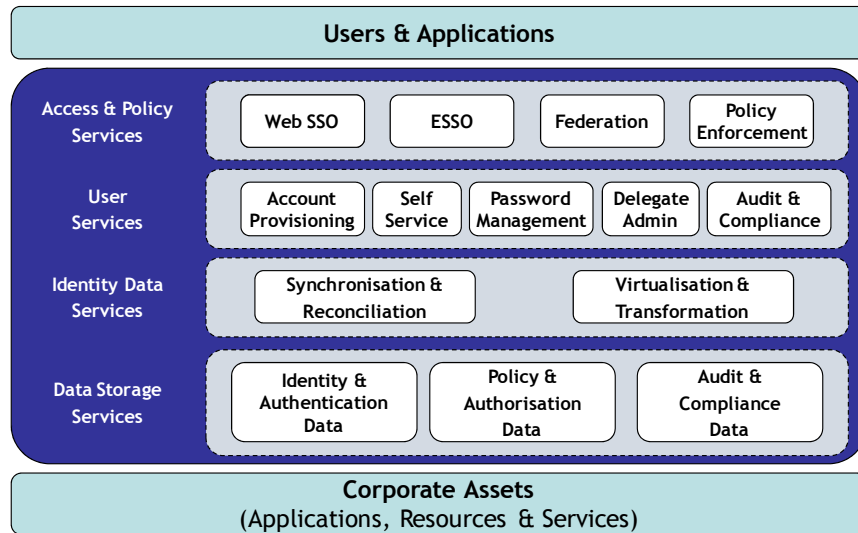 Users & Applications
Access & Policy
Services
Web SSO
ESSO
Federation
Policy
Enforcement
User
Services
Account
Provisioning
Self
Service
Password
Management
Delegate
Admin
Audit &
Compliance
Identity Data
Services
Synchronisation &
Reconciliation
Virtualisation &
Transformation
Data Storage
Services
Identity &
Authentication
Data
Policy &
Authorisation
Data
Audit &
Compliance
Data
Corporate Assets
(Applications, Resources & Services)